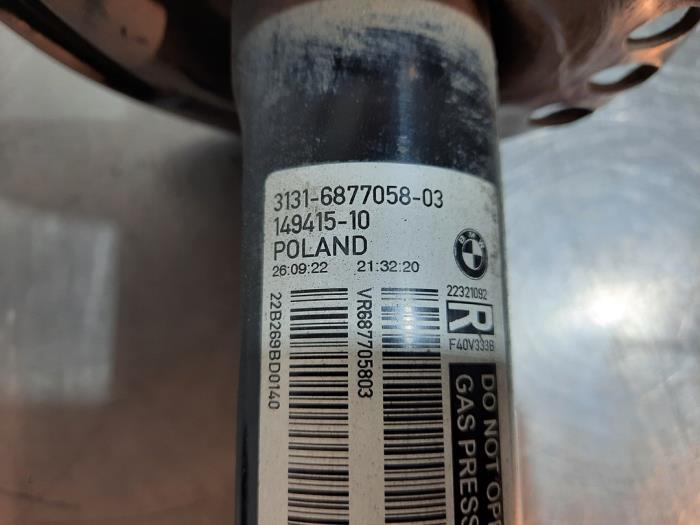 3131-6877058-03
149415-10
POLAND
26:09:22 21:32:20
BMW
22321092
R
F40V333B
22B269BD0140
VR687705803
DO NOT OP
GAS PRESS